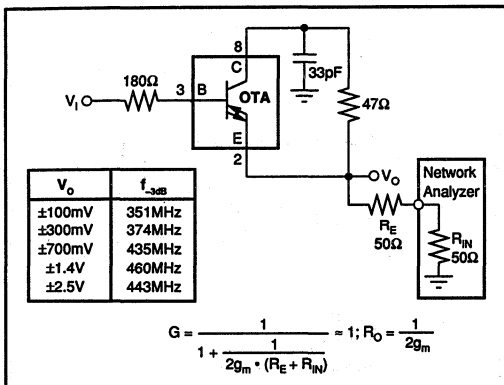 8
C
180Ω
3
B
OTA
33pF
V_I
47Ω
E
2
V_O
Network
Analyzer
R_E
50Ω
R_IN
50Ω
V_O f_–3dB
±100mV 351MHz
±300mV 374MHz
±700mV 435MHz
±1.4V 460MHz
±2.5V 443MHz
G = 1 / (1 + 1 / (2g_m • (R_E + R_IN))) ≈ 1; R_O = 1 / (2g_m)